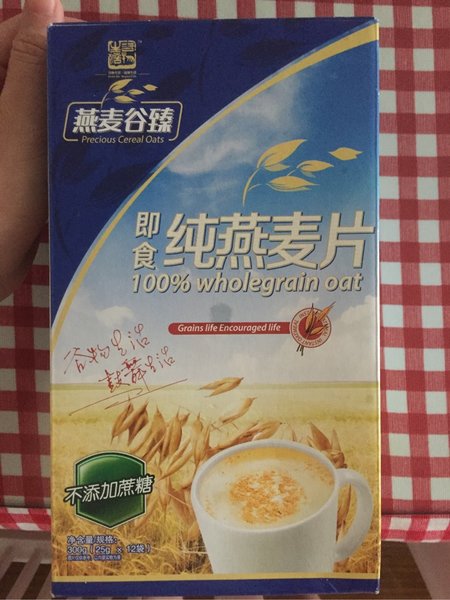 燕麦谷臻
Precious Cereal Oats
即食 纯燕麦片
100% wholegrain oat
Grains life Encouraged life
谷物生活
鼓舞生活
不添加蔗糖
净含量/规格:
300g（25g × 12袋）